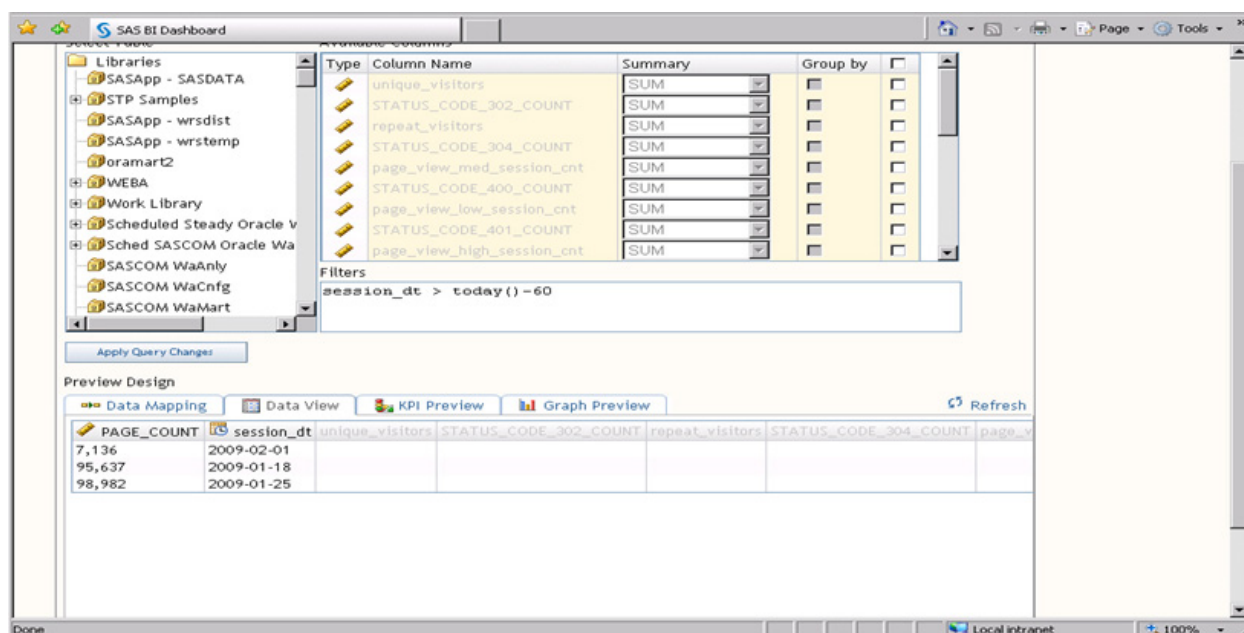 SAS BI Dashboard
Page
Tools
Select Table
Available Columns
Libraries
SASApp - SASDATA
STP Samples
SASApp - wrsdist
SASApp - wrstemp
oramart2
WEBA
Work Library
Scheduled Steady Oracle W
Sched SASCOM Oracle Wa
SASCOM WaAnly
SASCOM WaCnfg
SASCOM WaMart
Type Column Name Summary Group by
unique_visitors SUM
STATUS_CODE_302_COUNT SUM
repeat_visitors SUM
STATUS_CODE_304_COUNT SUM
page_view_med_session_cnt SUM
STATUS_CODE_400_COUNT SUM
page_view_low_session_cnt SUM
STATUS_CODE_401_COUNT SUM
page_view_high_session_cnt SUM
Filters
session_dt > today()-60
Apply Query Changes
Preview Design
Data Mapping Data View KPI Preview Graph Preview Refresh
PAGE_COUNT session_dt unique_visitors STATUS_CODE_302_COUNT repeat_visitors STATUS_CODE_304_COUNT page_v
7,136 2009-02-01
95,637 2009-01-18
98,982 2009-01-25
Done Local intranet 100%